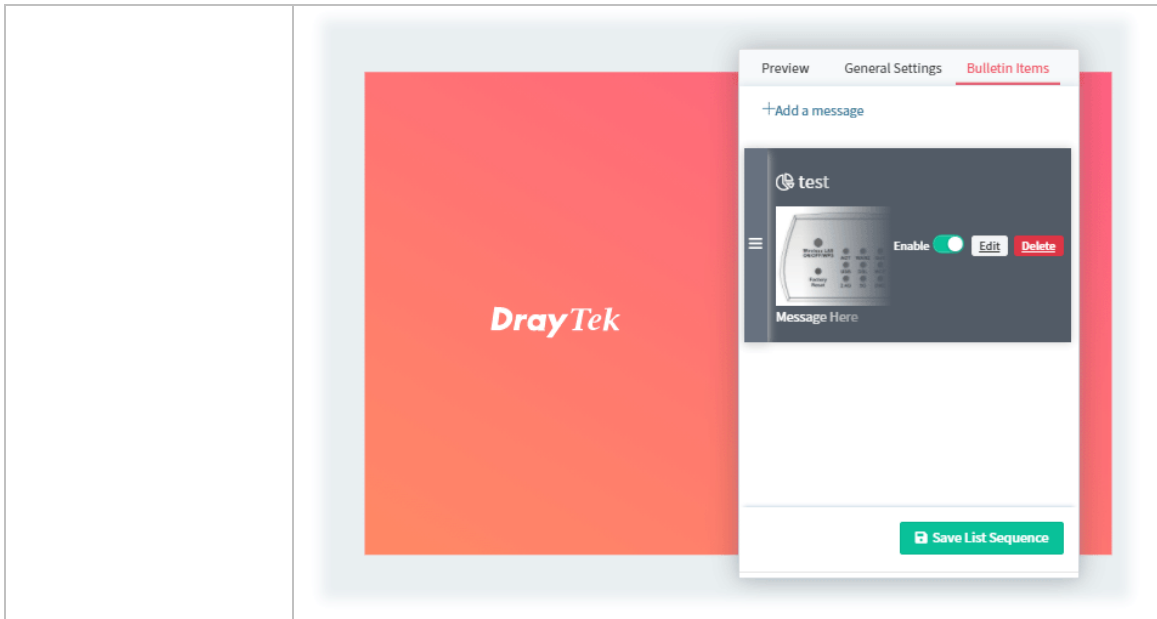 Preview General Settings Bulletin Items
+Add a message
test
Enable Edit Delete
Message Here
DrayTek
Save List Sequence